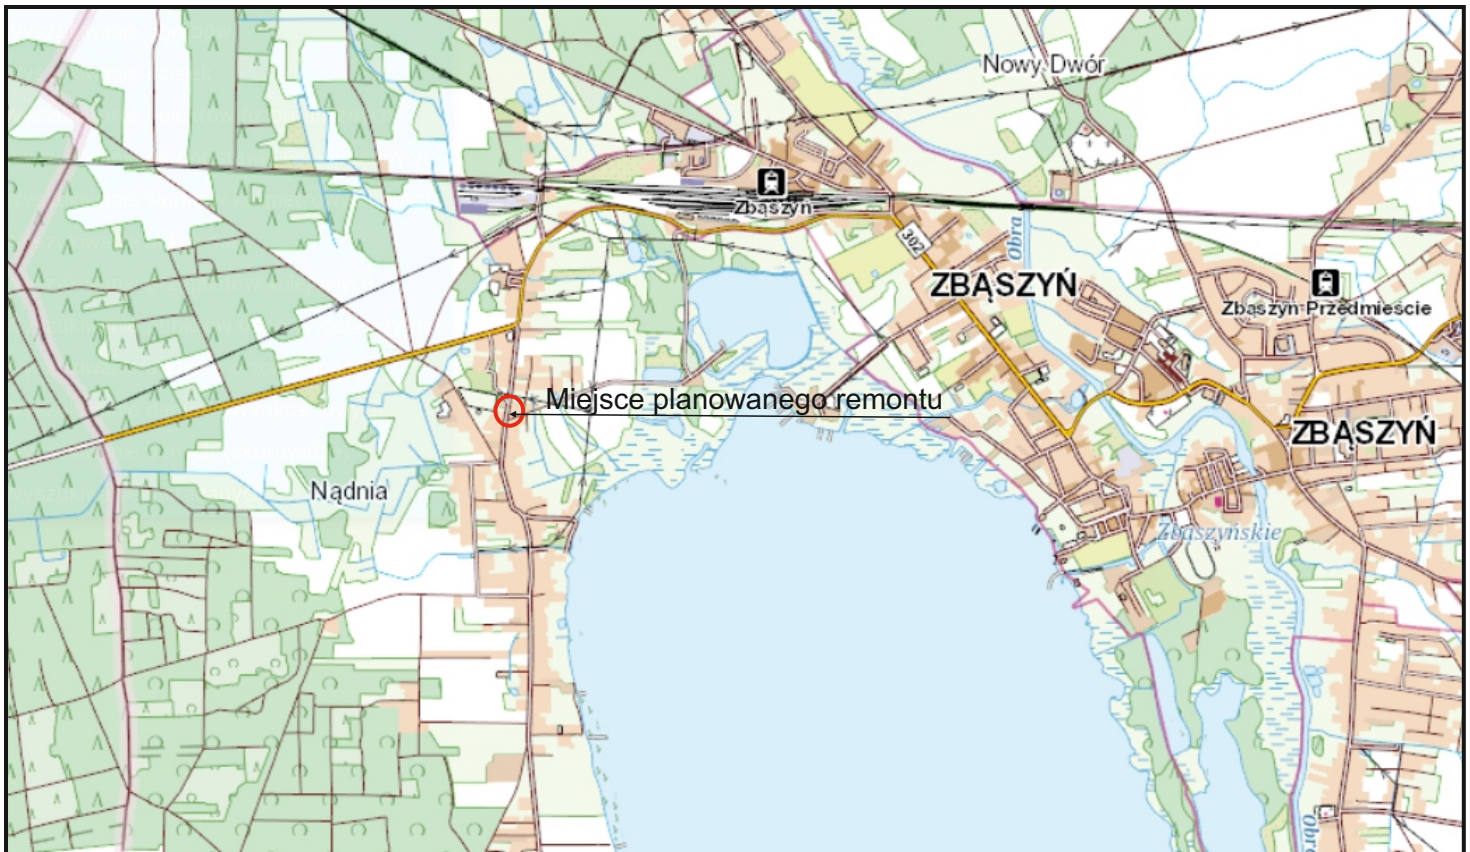 Nowy Dwór
Zbąszyń
302
Obra
ZBĄSZYŃ
Zbąszyń Przedmieście
Miejsce planowanego remontu
ZBĄSZYŃ
Nądnia
Zbąszyńskie
Obra